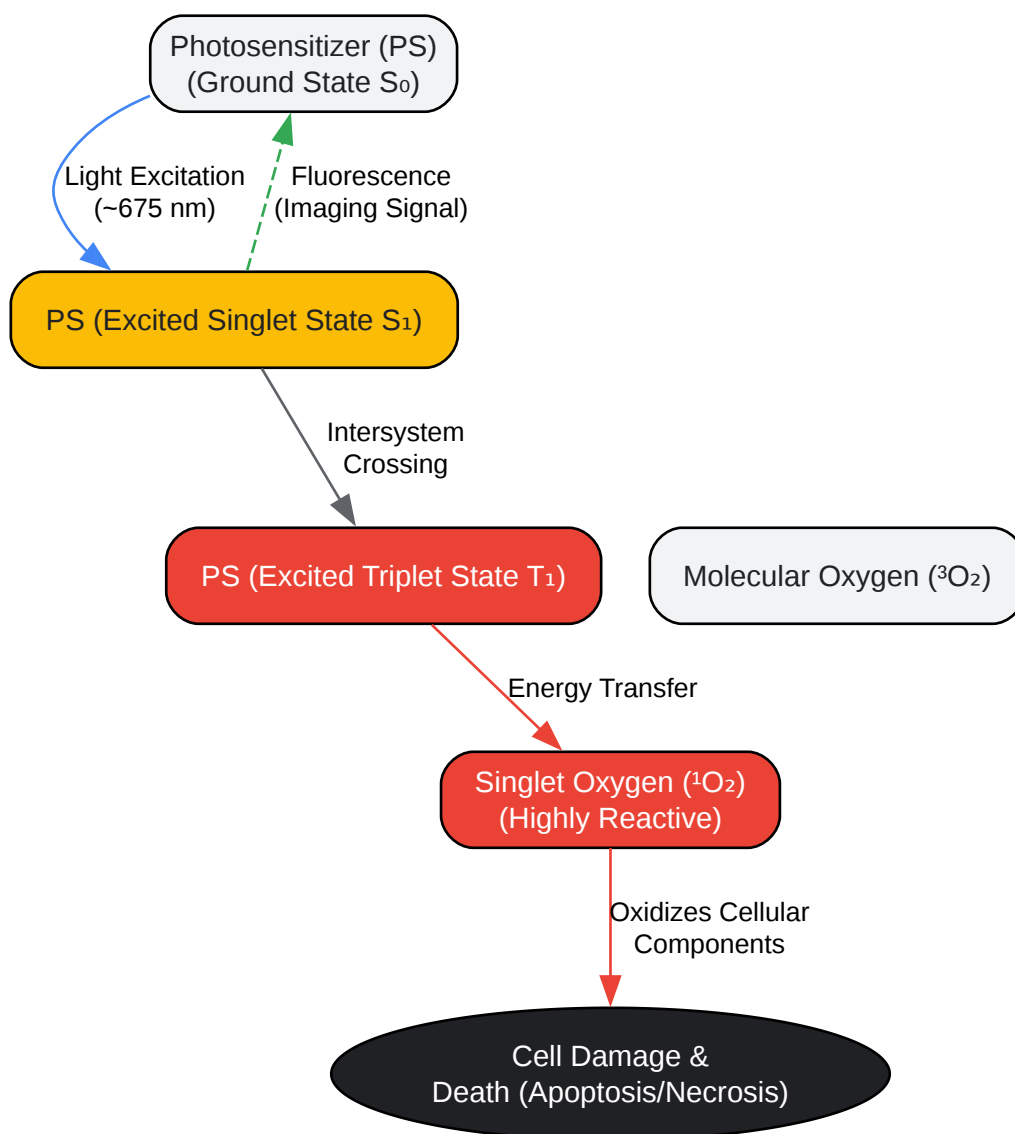 Photosensitizer (PS)
(Ground State S₀)
Light Excitation
(~675 nm)
Fluorescence
(Imaging Signal)
PS (Excited Singlet State S₁)
Intersystem
Crossing
PS (Excited Triplet State T₁)
Molecular Oxygen (³O₂)
Energy Transfer
Singlet Oxygen (¹O₂)
(Highly Reactive)
Oxidizes Cellular
Components
Cell Damage &
Death (Apoptosis/Necrosis)